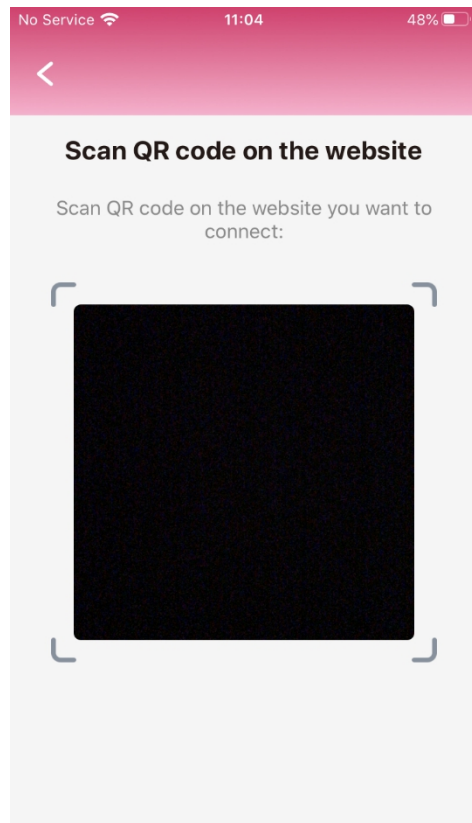 No Service 11:04 48%
Scan QR code on the website
Scan QR code on the website you want to
connect: